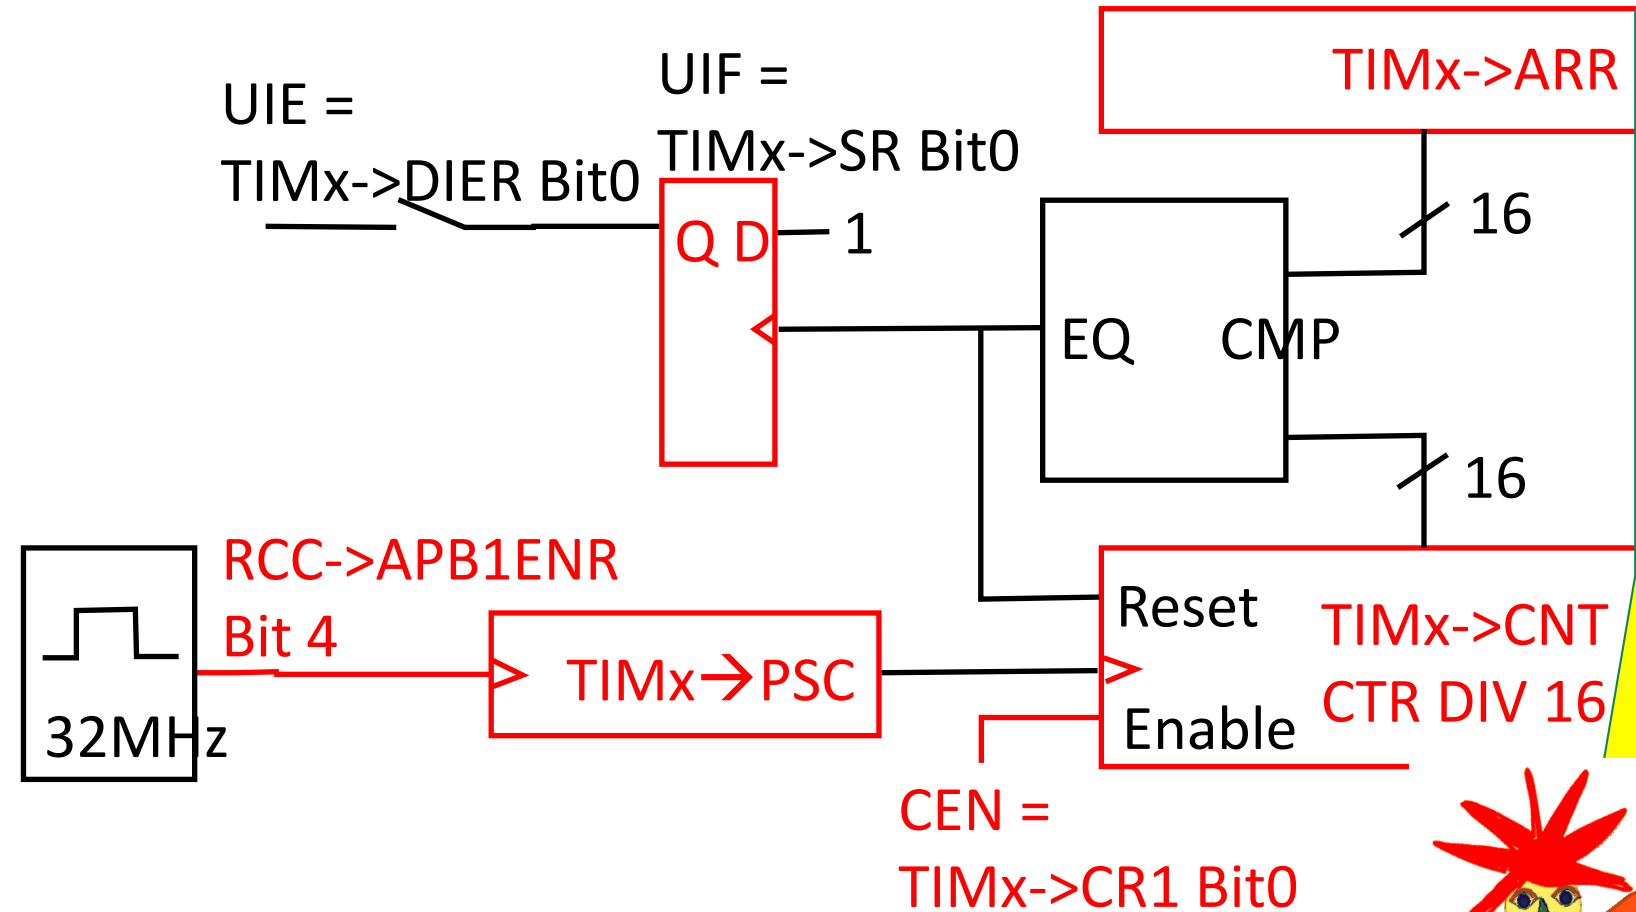 TIMx->ARR
UIF =
TIMx->SR Bit0
UIE =
TIMx->DIER Bit0
16
Q D
1
EQ
CMP
16
RCC->APB1ENR
Bit 4
32MHz
TIMx→PSC
Reset
Enable
TIMx->CNT
CTR DIV 16
CEN =
TIMx->CR1 Bit0